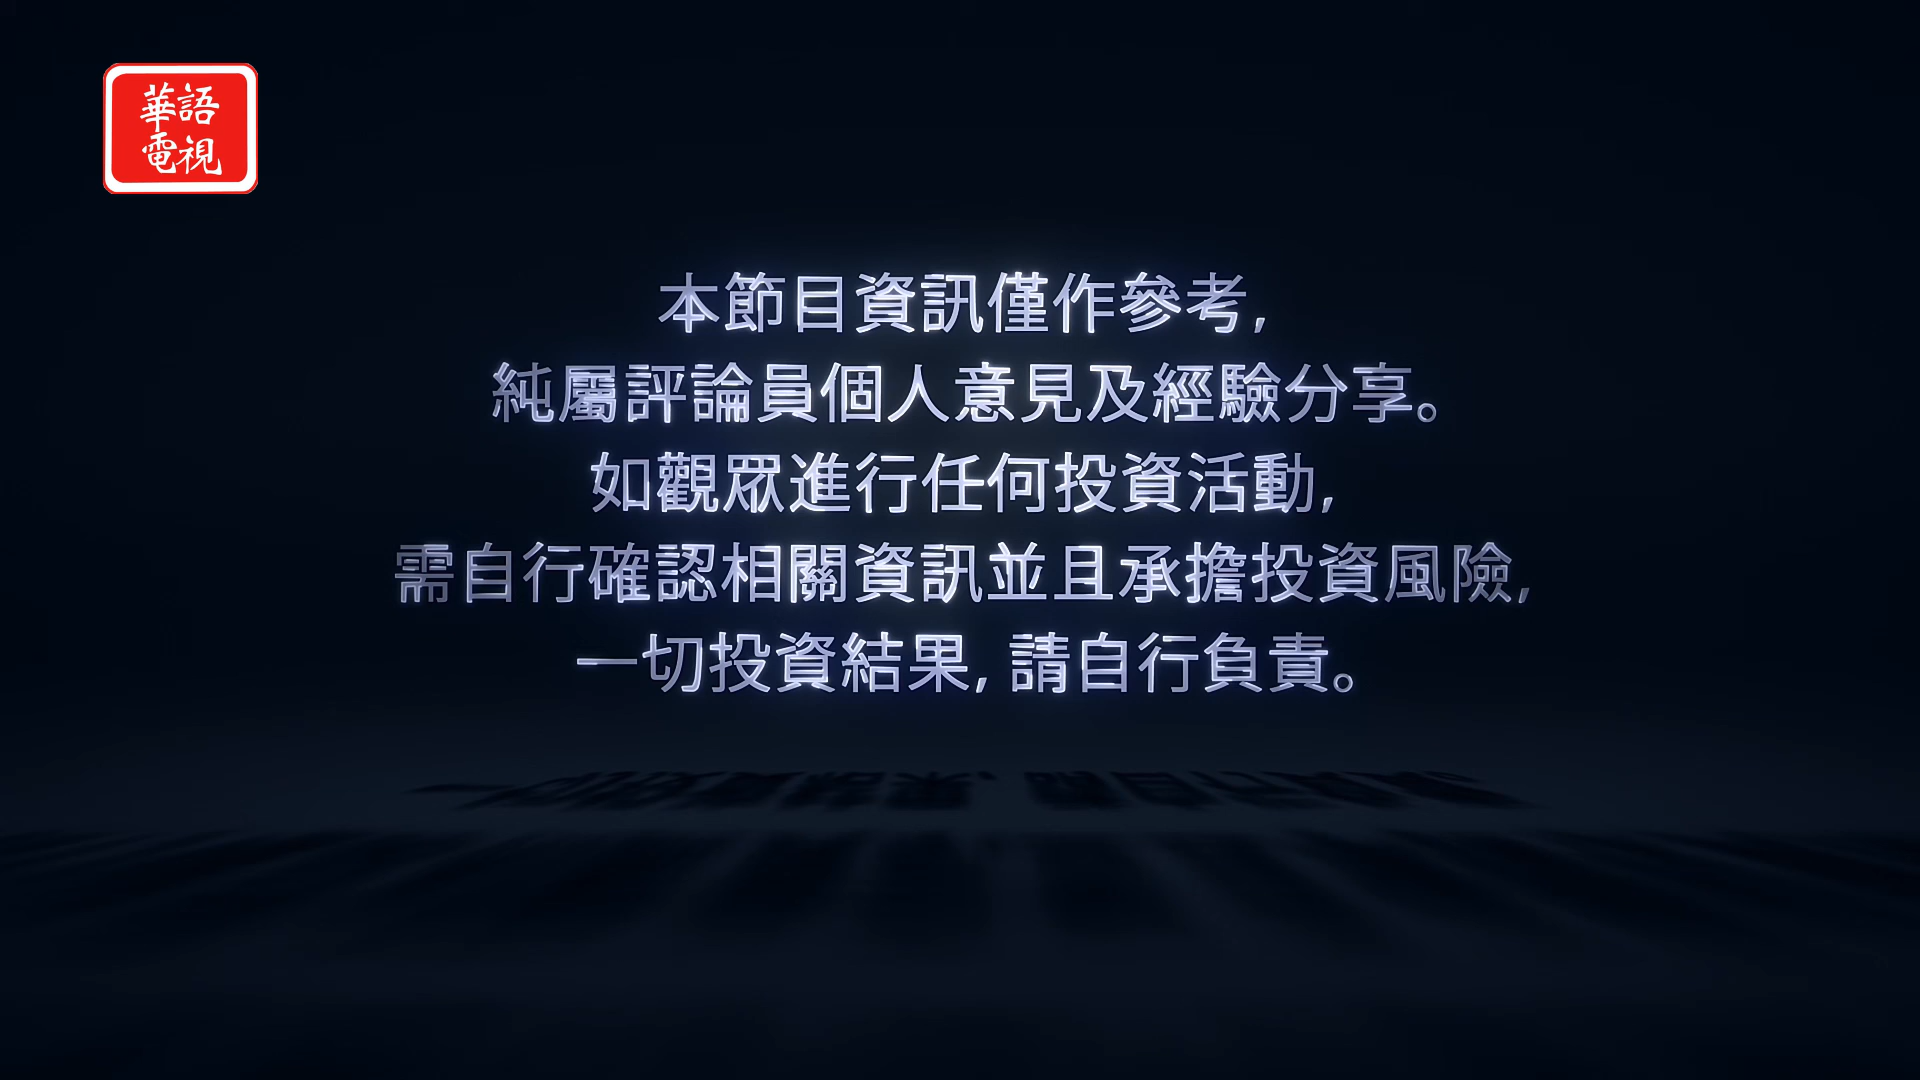 華語
電視
本節目資訊僅作參考,
純屬評論員個人意見及經驗分享。
如觀眾進行任何投資活動,
需自行確認相關資訊並且承擔投資風險,
一切投資結果, 請自行負責。